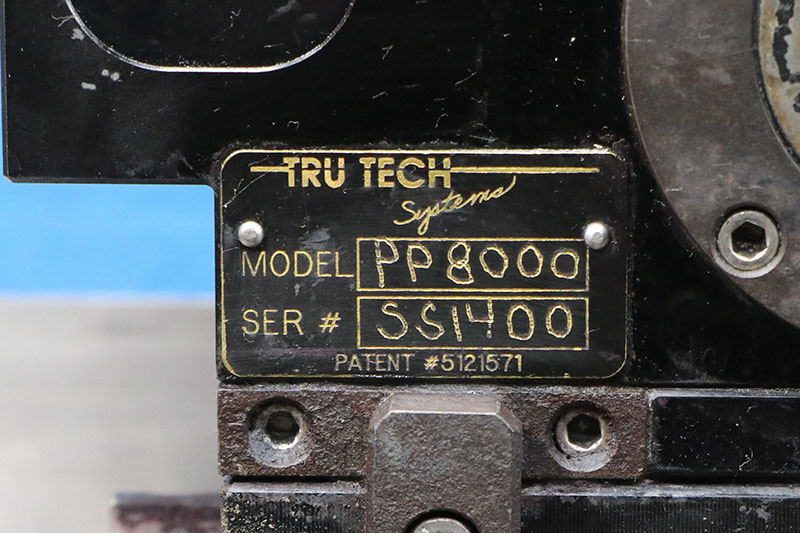 TRU TECH
Systems
MODEL PP8000
SER # SS1400
PATENT #5121571